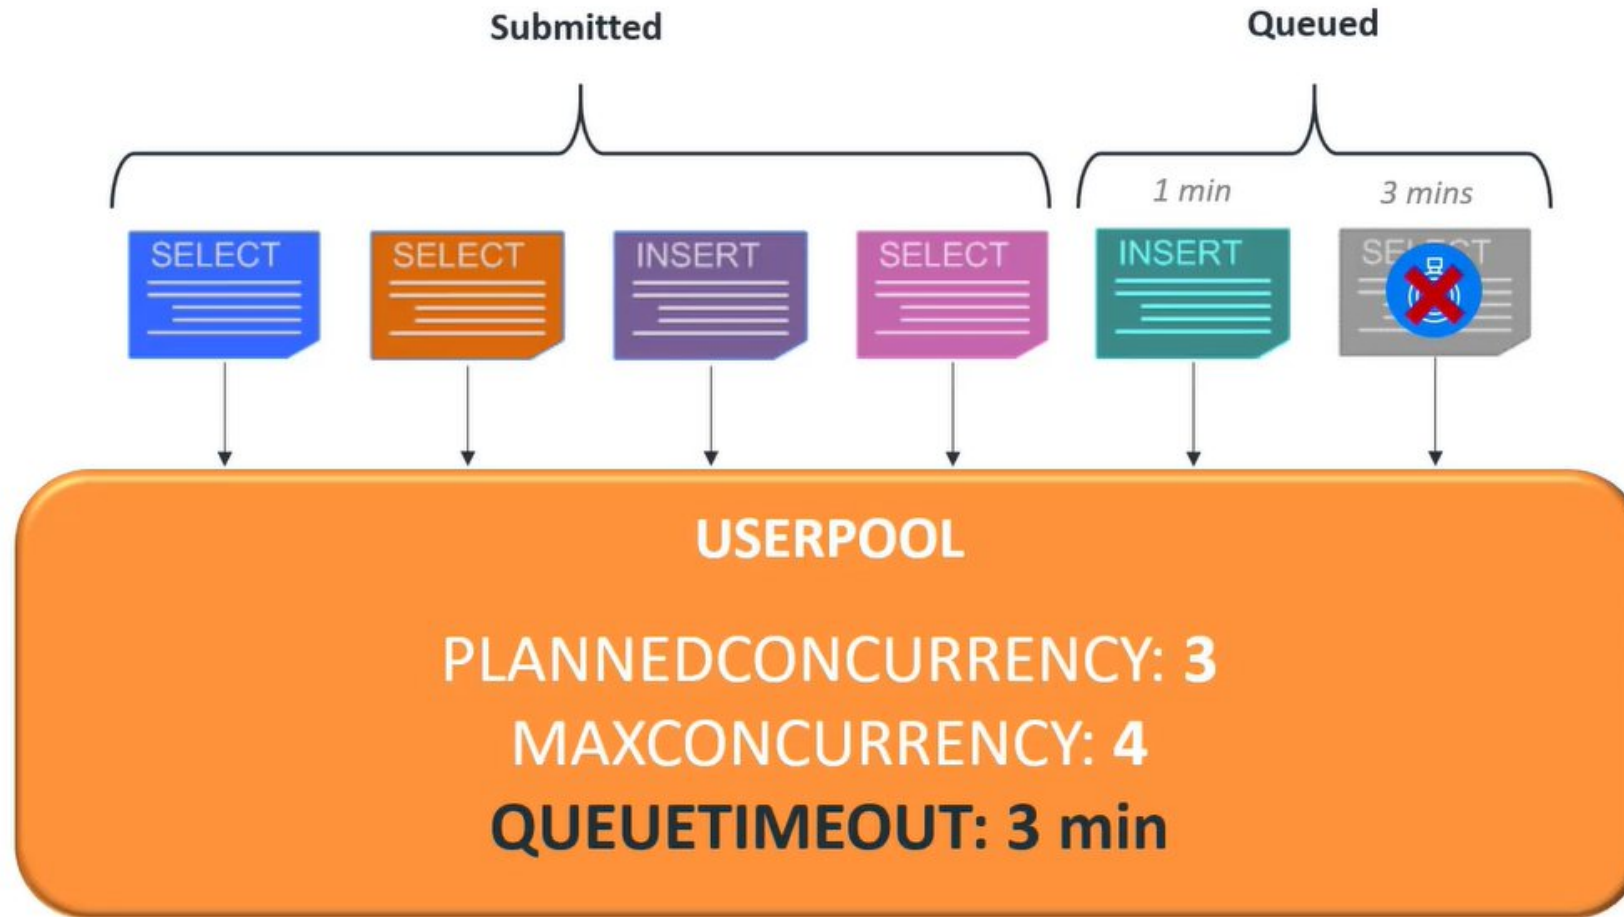 Submitted
Queued
1 min
3 mins
SELECT
SELECT
INSERT
SELECT
INSERT
SELECT
USERPOOL
PLANNEDCONCURRENCY: 3
MAXCONCURRENCY: 4
QUEUETIMEOUT: 3 min